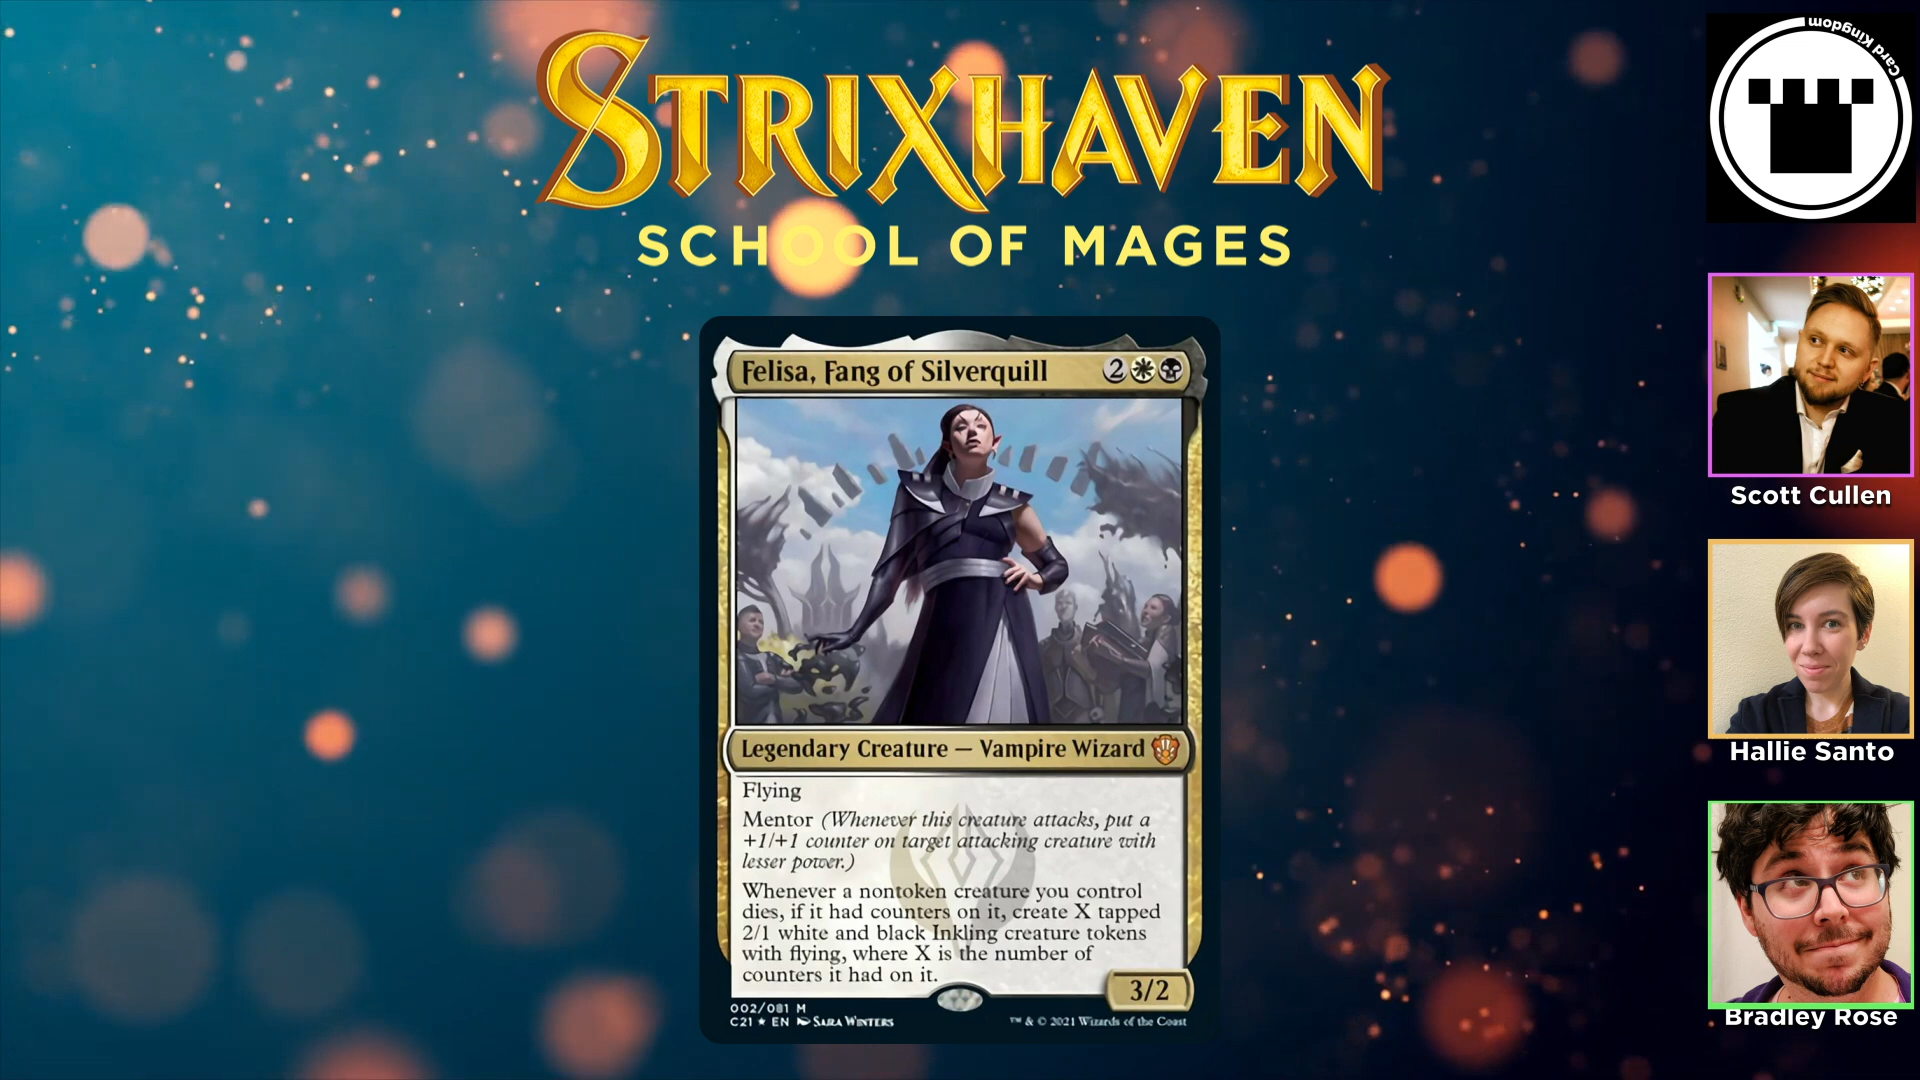 STRIXHAVEN
SCHOOL OF MAGES
Card Kingdom
Felisa, Fang of Silverquill 2
Legendary Creature — Vampire Wizard
Flying
Mentor (Whenever this creature attacks, put a
+1/+1 counter on target attacking creature with
lesser power.)
Whenever a nontoken creature you control
dies, if it had counters on it, create X tapped
2/1 white and black Inkling creature tokens
with flying, where X is the number of
counters it had on it.
3/2
002/081 M
C21 ★ EN Sara Winters
™ & © 2021 Wizards of the Coast
Scott Cullen
Hallie Santo
Bradley Rose